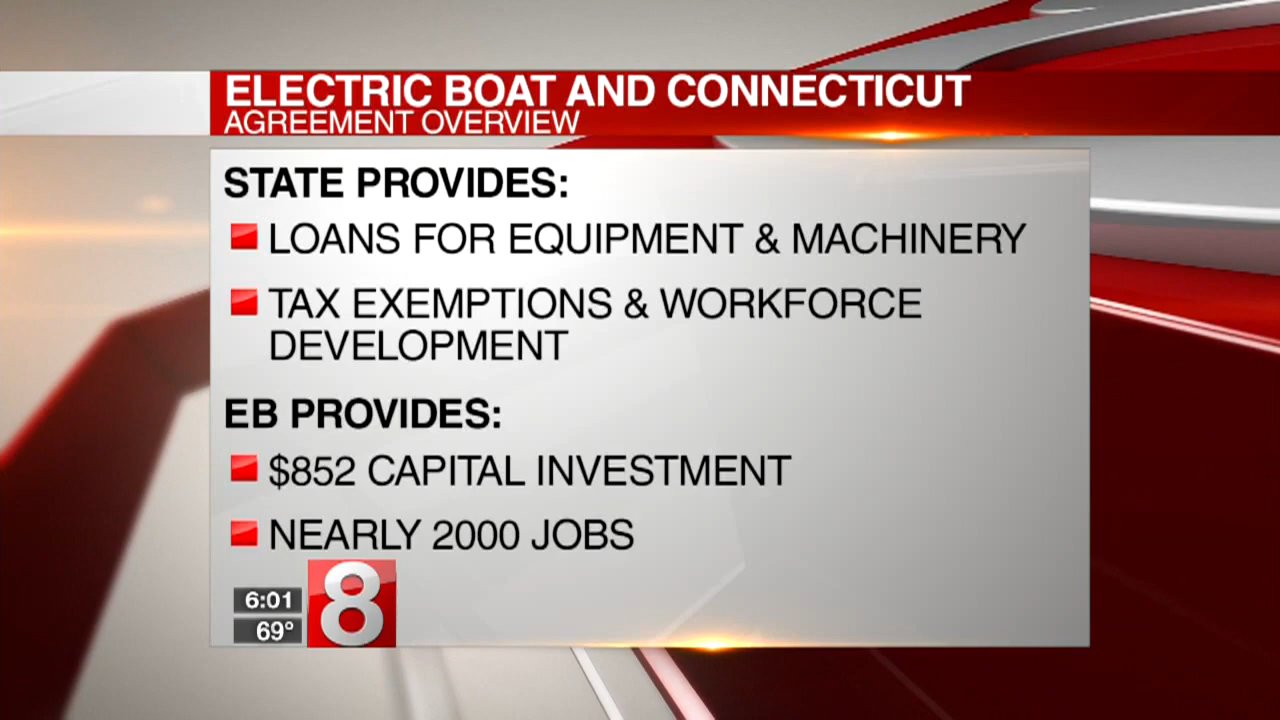 ELECTRIC BOAT AND CONNECTICUT
AGREEMENT OVERVIEW
STATE PROVIDES:
LOANS FOR EQUIPMENT & MACHINERY
TAX EXEMPTIONS & WORKFORCE
DEVELOPMENT
EB PROVIDES:
$852 CAPITAL INVESTMENT
NEARLY 2000 JOBS
6:01
69°
8